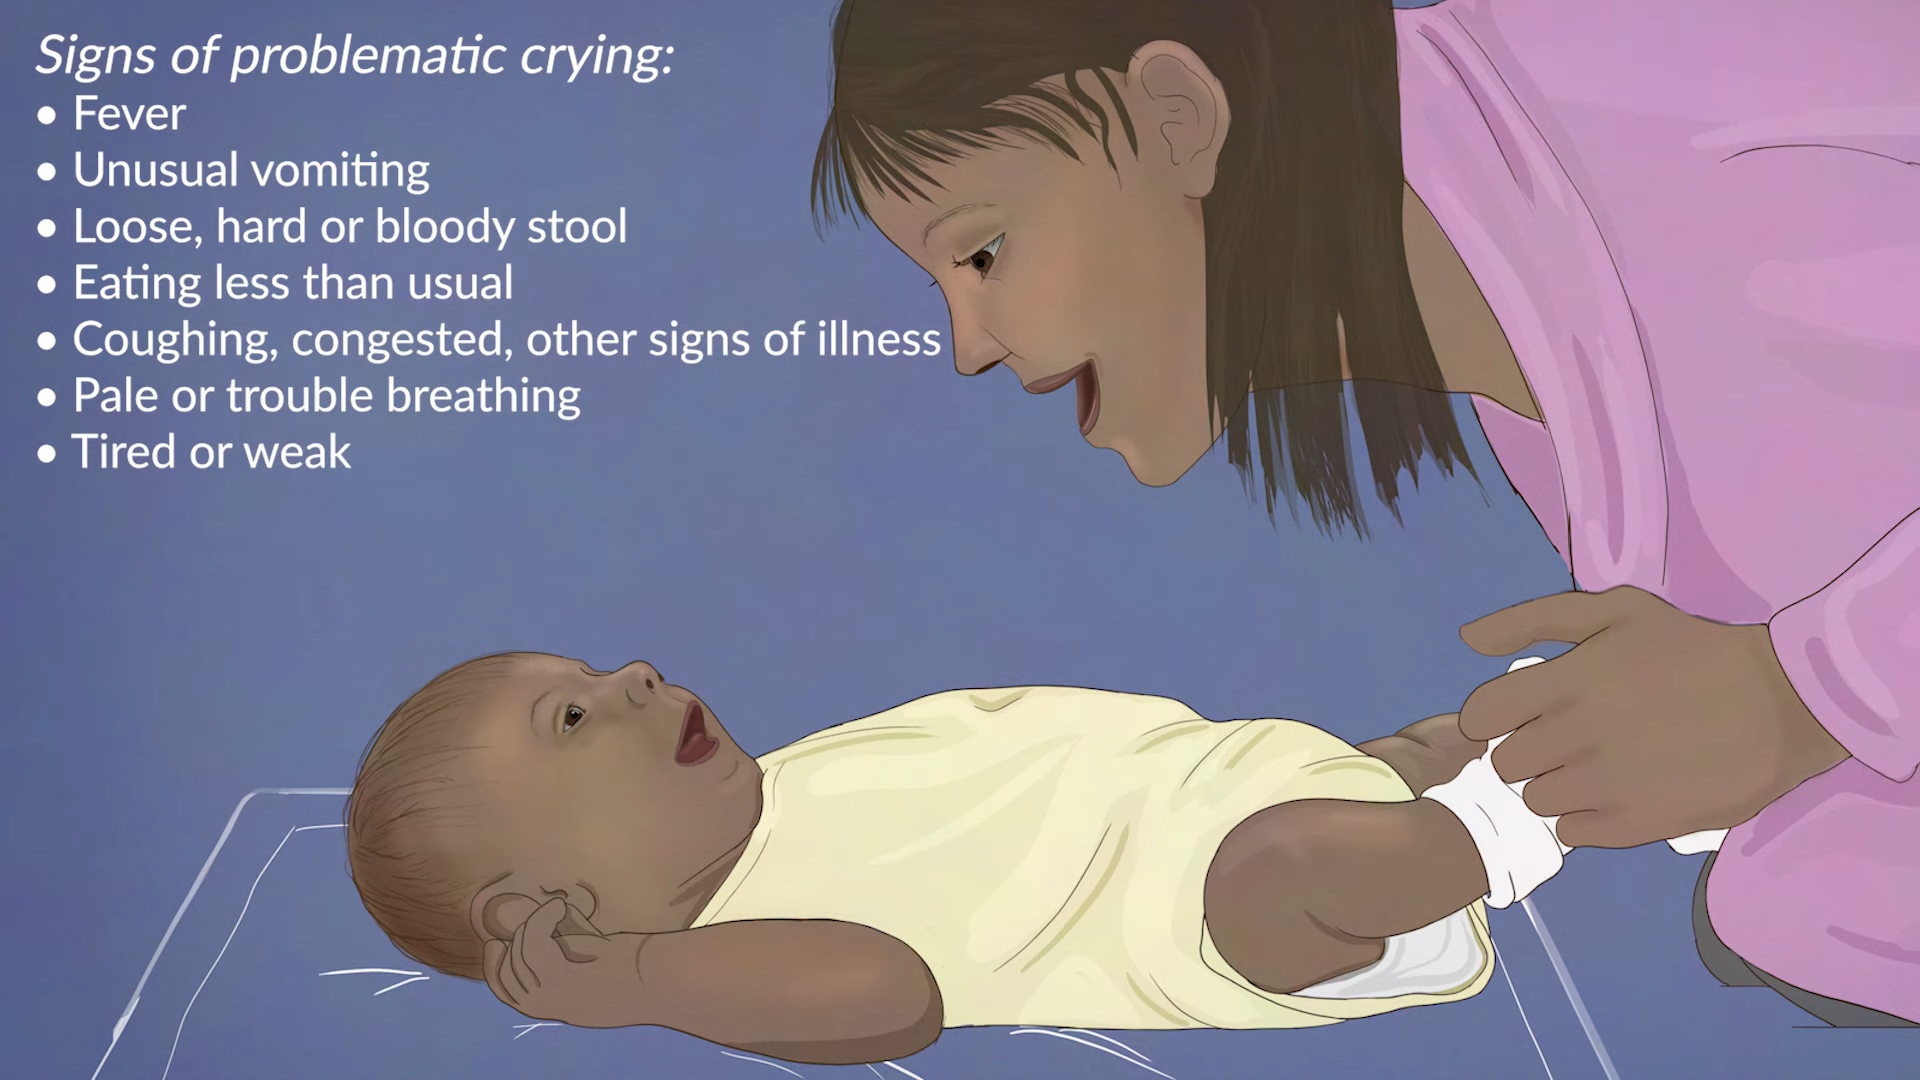 Signs of problematic crying:
• Fever
• Unusual vomiting
• Loose, hard or bloody stool
• Eating less than usual
• Coughing, congested, other signs of illness
• Pale or trouble breathing
• Tired or weak